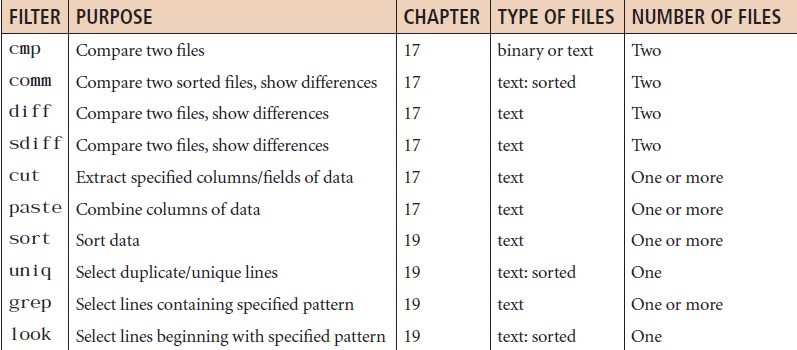 FILTER PURPOSE CHAPTER TYPE OF FILES NUMBER OF FILES
cmp Compare two files 17 binary or text Two
comm Compare two sorted files, show differences 17 text: sorted Two
diff Compare two files, show differences 17 text Two
sdiff Compare two files, show differences 17 text Two
cut Extract specified columns/fields of data 17 text One or more
paste Combine columns of data 17 text One or more
sort Sort data 19 text One or more
uniq Select duplicate/unique lines 19 text: sorted One
grep Select lines containing specified pattern 19 text One or more
look Select lines beginning with specified pattern 19 text: sorted One